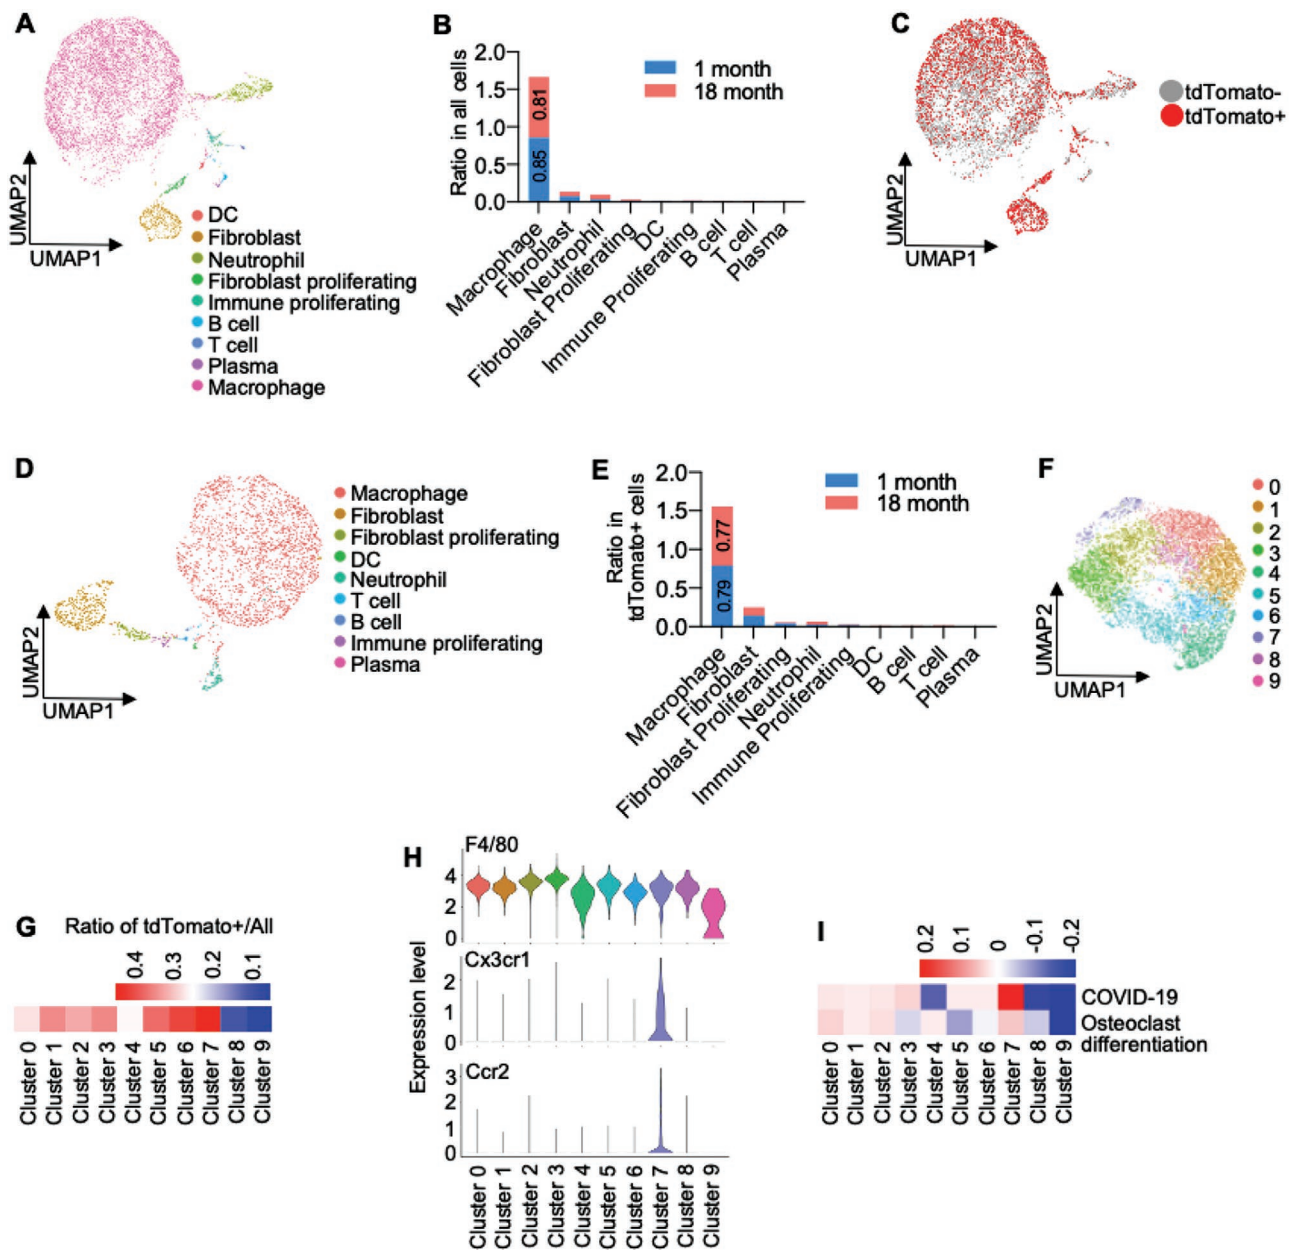 A
UMAP2
UMAP1
DC
Fibroblast
Neutrophil
Fibroblast proliferating
Immune proliferating
B cell
T cell
Plasma
Macrophage
B
Ratio in all cells
2.0
1.5
1.0
0.5
0.0
0.81
0.85
1 month
18 month
Macrophage
Fibroblast
Neutrophil
Fibroblast Proliferating
DC
Immune Proliferating
B cell
T cell
Plasma
C
UMAP2
UMAP1
tdTomato-
tdTomato+
D
UMAP2
UMAP1
Macrophage
Fibroblast
Fibroblast proliferating
DC
Neutrophil
T cell
B cell
Immune proliferating
Plasma
E
Ratio in
tdTomato+ cells
2.0
1.5
1.0
0.5
0.0
0.77
0.79
1 month
18 month
Macrophage
Fibroblast
Fibroblast Proliferating
Neutrophil
Immune Proliferating
DC
B cell
T cell
Plasma
F
UMAP2
UMAP1
0
1
2
3
4
5
6
7
8
9
G
Ratio of tdTomato+/All
0.4
0.3
0.2
0.1
Cluster 0
Cluster 1
Cluster 2
Cluster 3
Cluster 4
Cluster 5
Cluster 6
Cluster 7
Cluster 8
Cluster 9
H
Expression level
F4/80
4
2
0
Cx3cr1
2
1
0
Ccr2
3
2
1
0
Cluster 0
Cluster 1
Cluster 2
Cluster 3
Cluster 4
Cluster 5
Cluster 6
Cluster 7
Cluster 8
Cluster 9
I
0.2
0.1
0
-0.1
-0.2
COVID-19
Osteoclast
differentiation
Cluster 0
Cluster 1
Cluster 2
Cluster 3
Cluster 4
Cluster 5
Cluster 6
Cluster 7
Cluster 8
Cluster 9